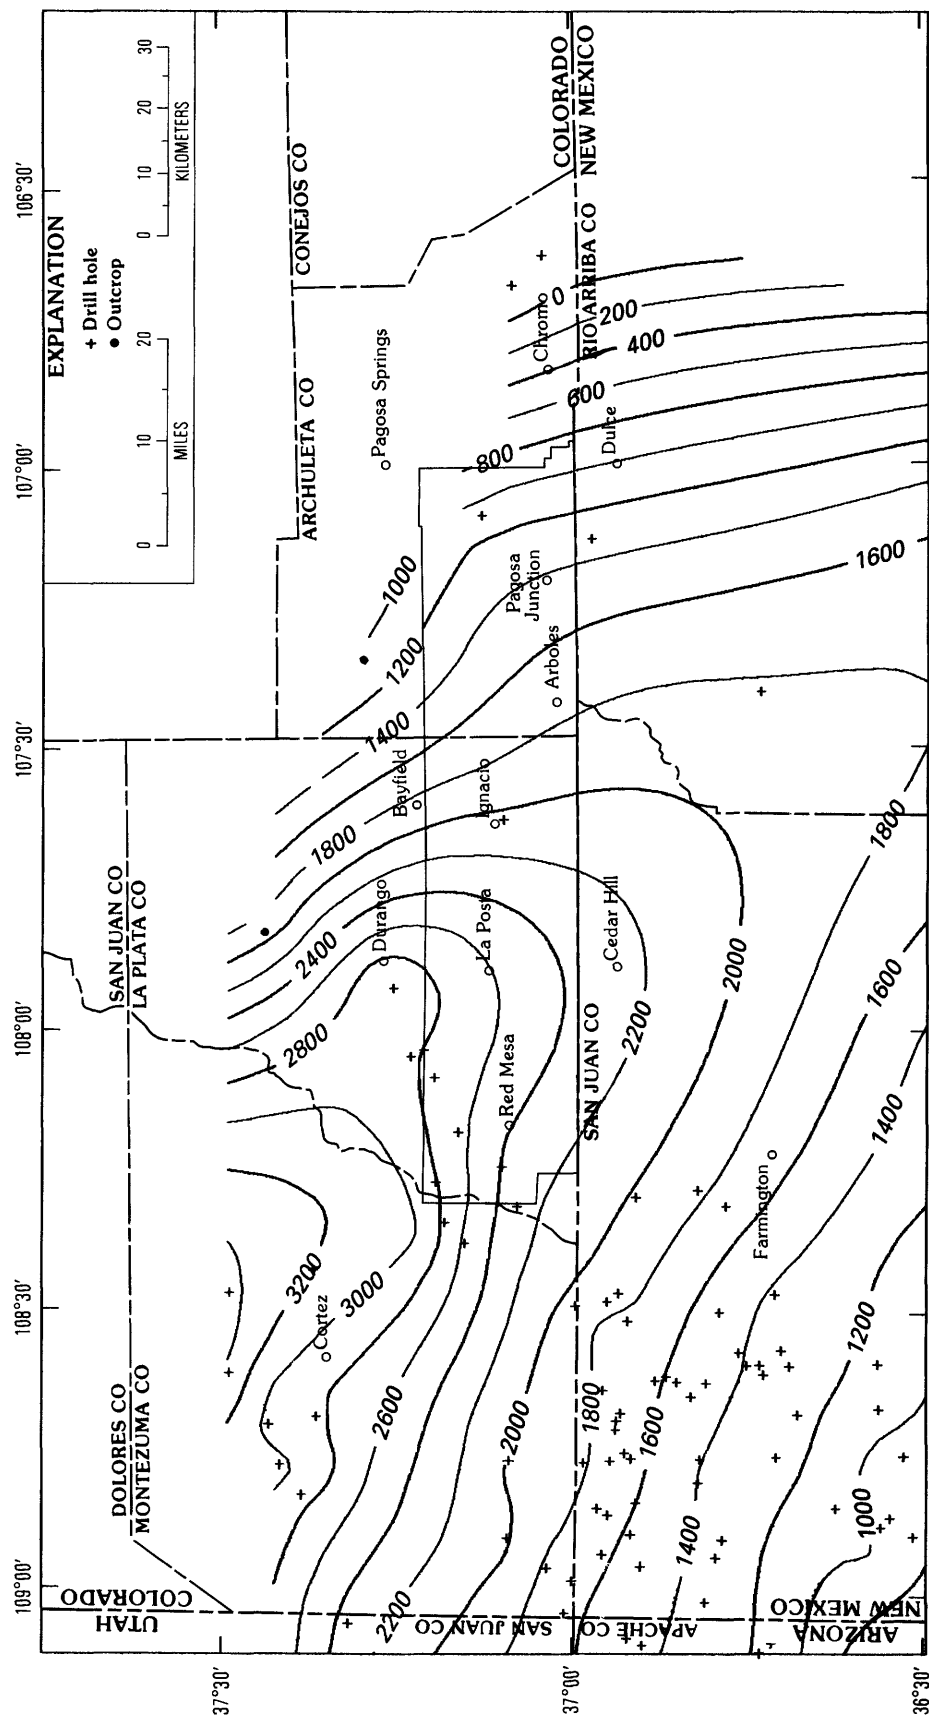 109°00′
108°30′
108°00′
107°30′
107°00′
106°30′
EXPLANATION
+ Drill hole
● Outcrop
0 10 20
MILES
0 10 20 30
KILOMETERS
UTAH
COLORADO
DOLORES CO
MONTEZUMA CO
SAN JUAN CO
LA PLATA CO
ARCHULETA CO
CONEJOS CO
37°30′
3200
Cortez
3000
2800
2400
Durango
1800
Bayfield
1400
1200
1000
Pagosa Springs
2600
2200
SAN JUAN CO
Red Mesa
La Posta
Ignacio
Arboles
Pagosa
Junction
800
Chromo
0
COLORADO
NEW MEXICO
37°00′
2000
1800
SAN JUAN CO
Cedar Hill
Dulce
600
RIO ARRIBA CO
200
400
APACHE CO
1600
2200
1400
2000
Farmington
ARIZONA
NEW MEXICO
1000
1200
1400
1600
1800
1600
36°30′